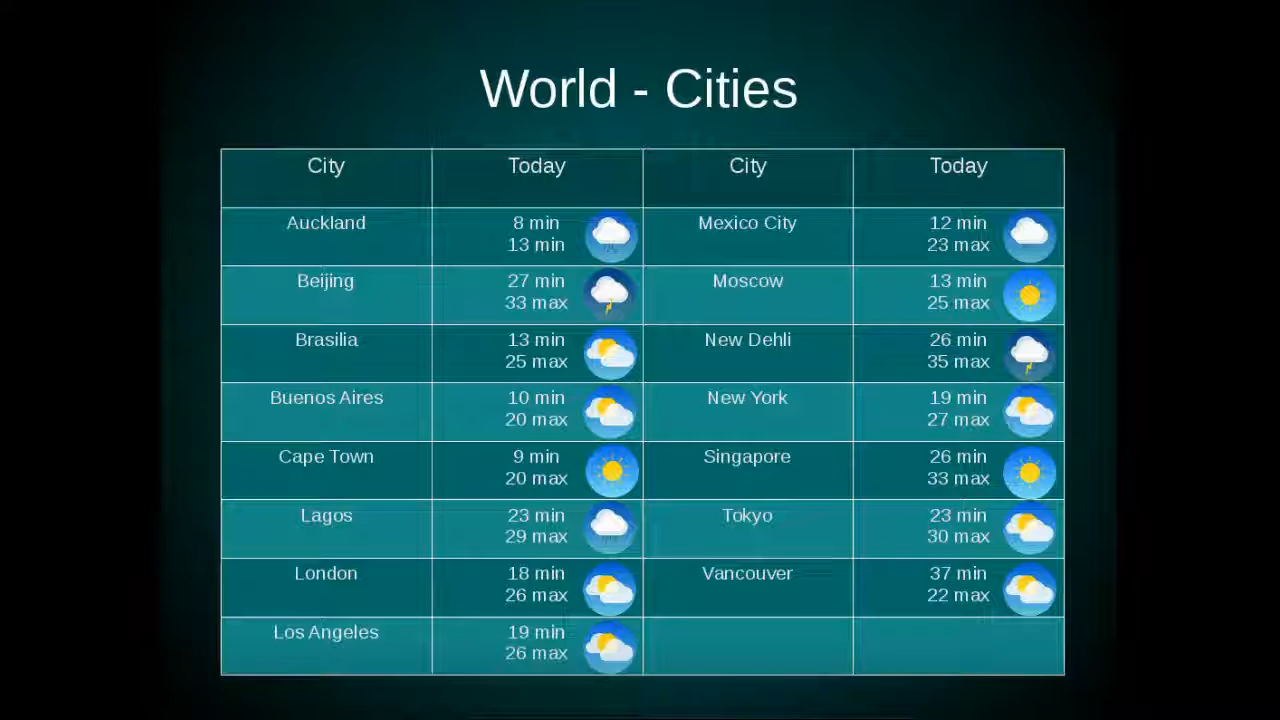 World - Cities
City Today City Today
Auckland 8 min Mexico City 12 min
13 min 23 max
Beijing 27 min Moscow 13 min
33 max 25 max
Brasilia 13 min New Dehli 26 min
25 max 35 max
Buenos Aires 10 min New York 19 min
20 max 27 max
Cape Town 9 min Singapore 26 min
20 max 33 max
Lagos 23 min Tokyo 23 min
29 max 30 max
London 18 min Vancouver 37 min
26 max 22 max
Los Angeles 19 min
26 max